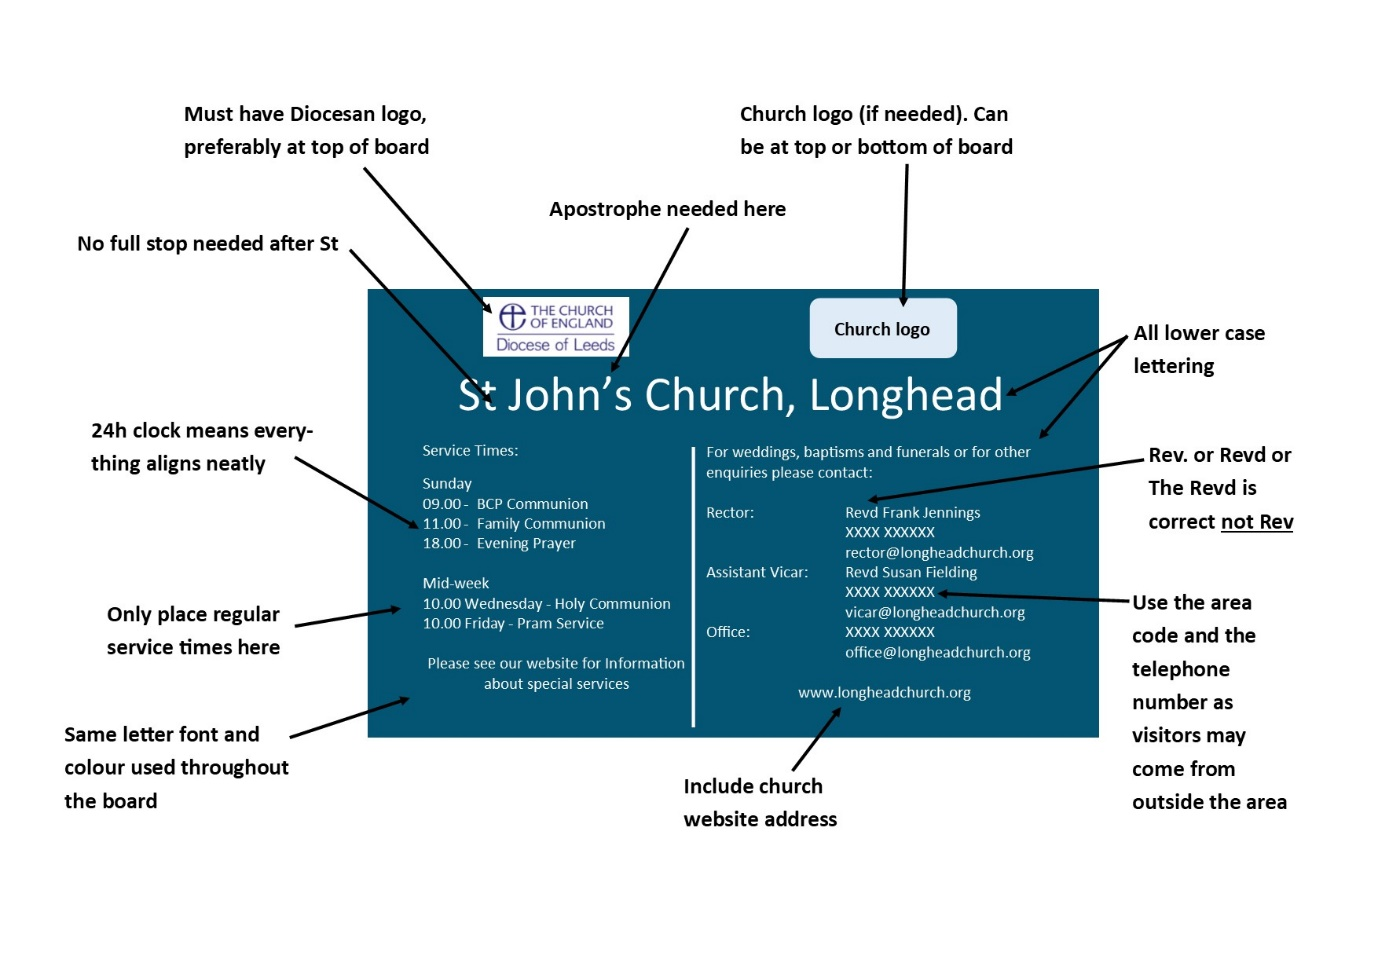 Must have Diocesan logo,
preferably at top of board
Church logo (if needed). Can
be at top or bottom of board
Apostrophe needed here
No full stop needed after St
THE CHURCH
OF ENGLAND
Diocese of Leeds
Church logo
All lower case
lettering
St John’s Church, Longhead
24h clock means every-
thing aligns neatly
Service Times:
Sunday
09.00 - BCP Communion
11.00 - Family Communion
18.00 - Evening Prayer
Mid-week
10.00 Wednesday - Holy Communion
10.00 Friday - Pram Service
Please see our website for Information
about special services
For weddings, baptisms and funerals or for other
enquiries please contact:
Rector: Revd Frank Jennings
XXXX XXXXXX
rector@longheadchurch.org
Assistant Vicar: Revd Susan Fielding
XXXX XXXXXX
vicar@longheadchurch.org
Office: XXXX XXXXXX
office@longheadchurch.org
www.longheadchurch.org
Rev. or Revd or
The Revd is
correct not Rev
Only place regular
service times here
Use the area
code and the
telephone
number as
visitors may
come from
outside the area
Same letter font and
colour used throughout
the board
Include church
website address